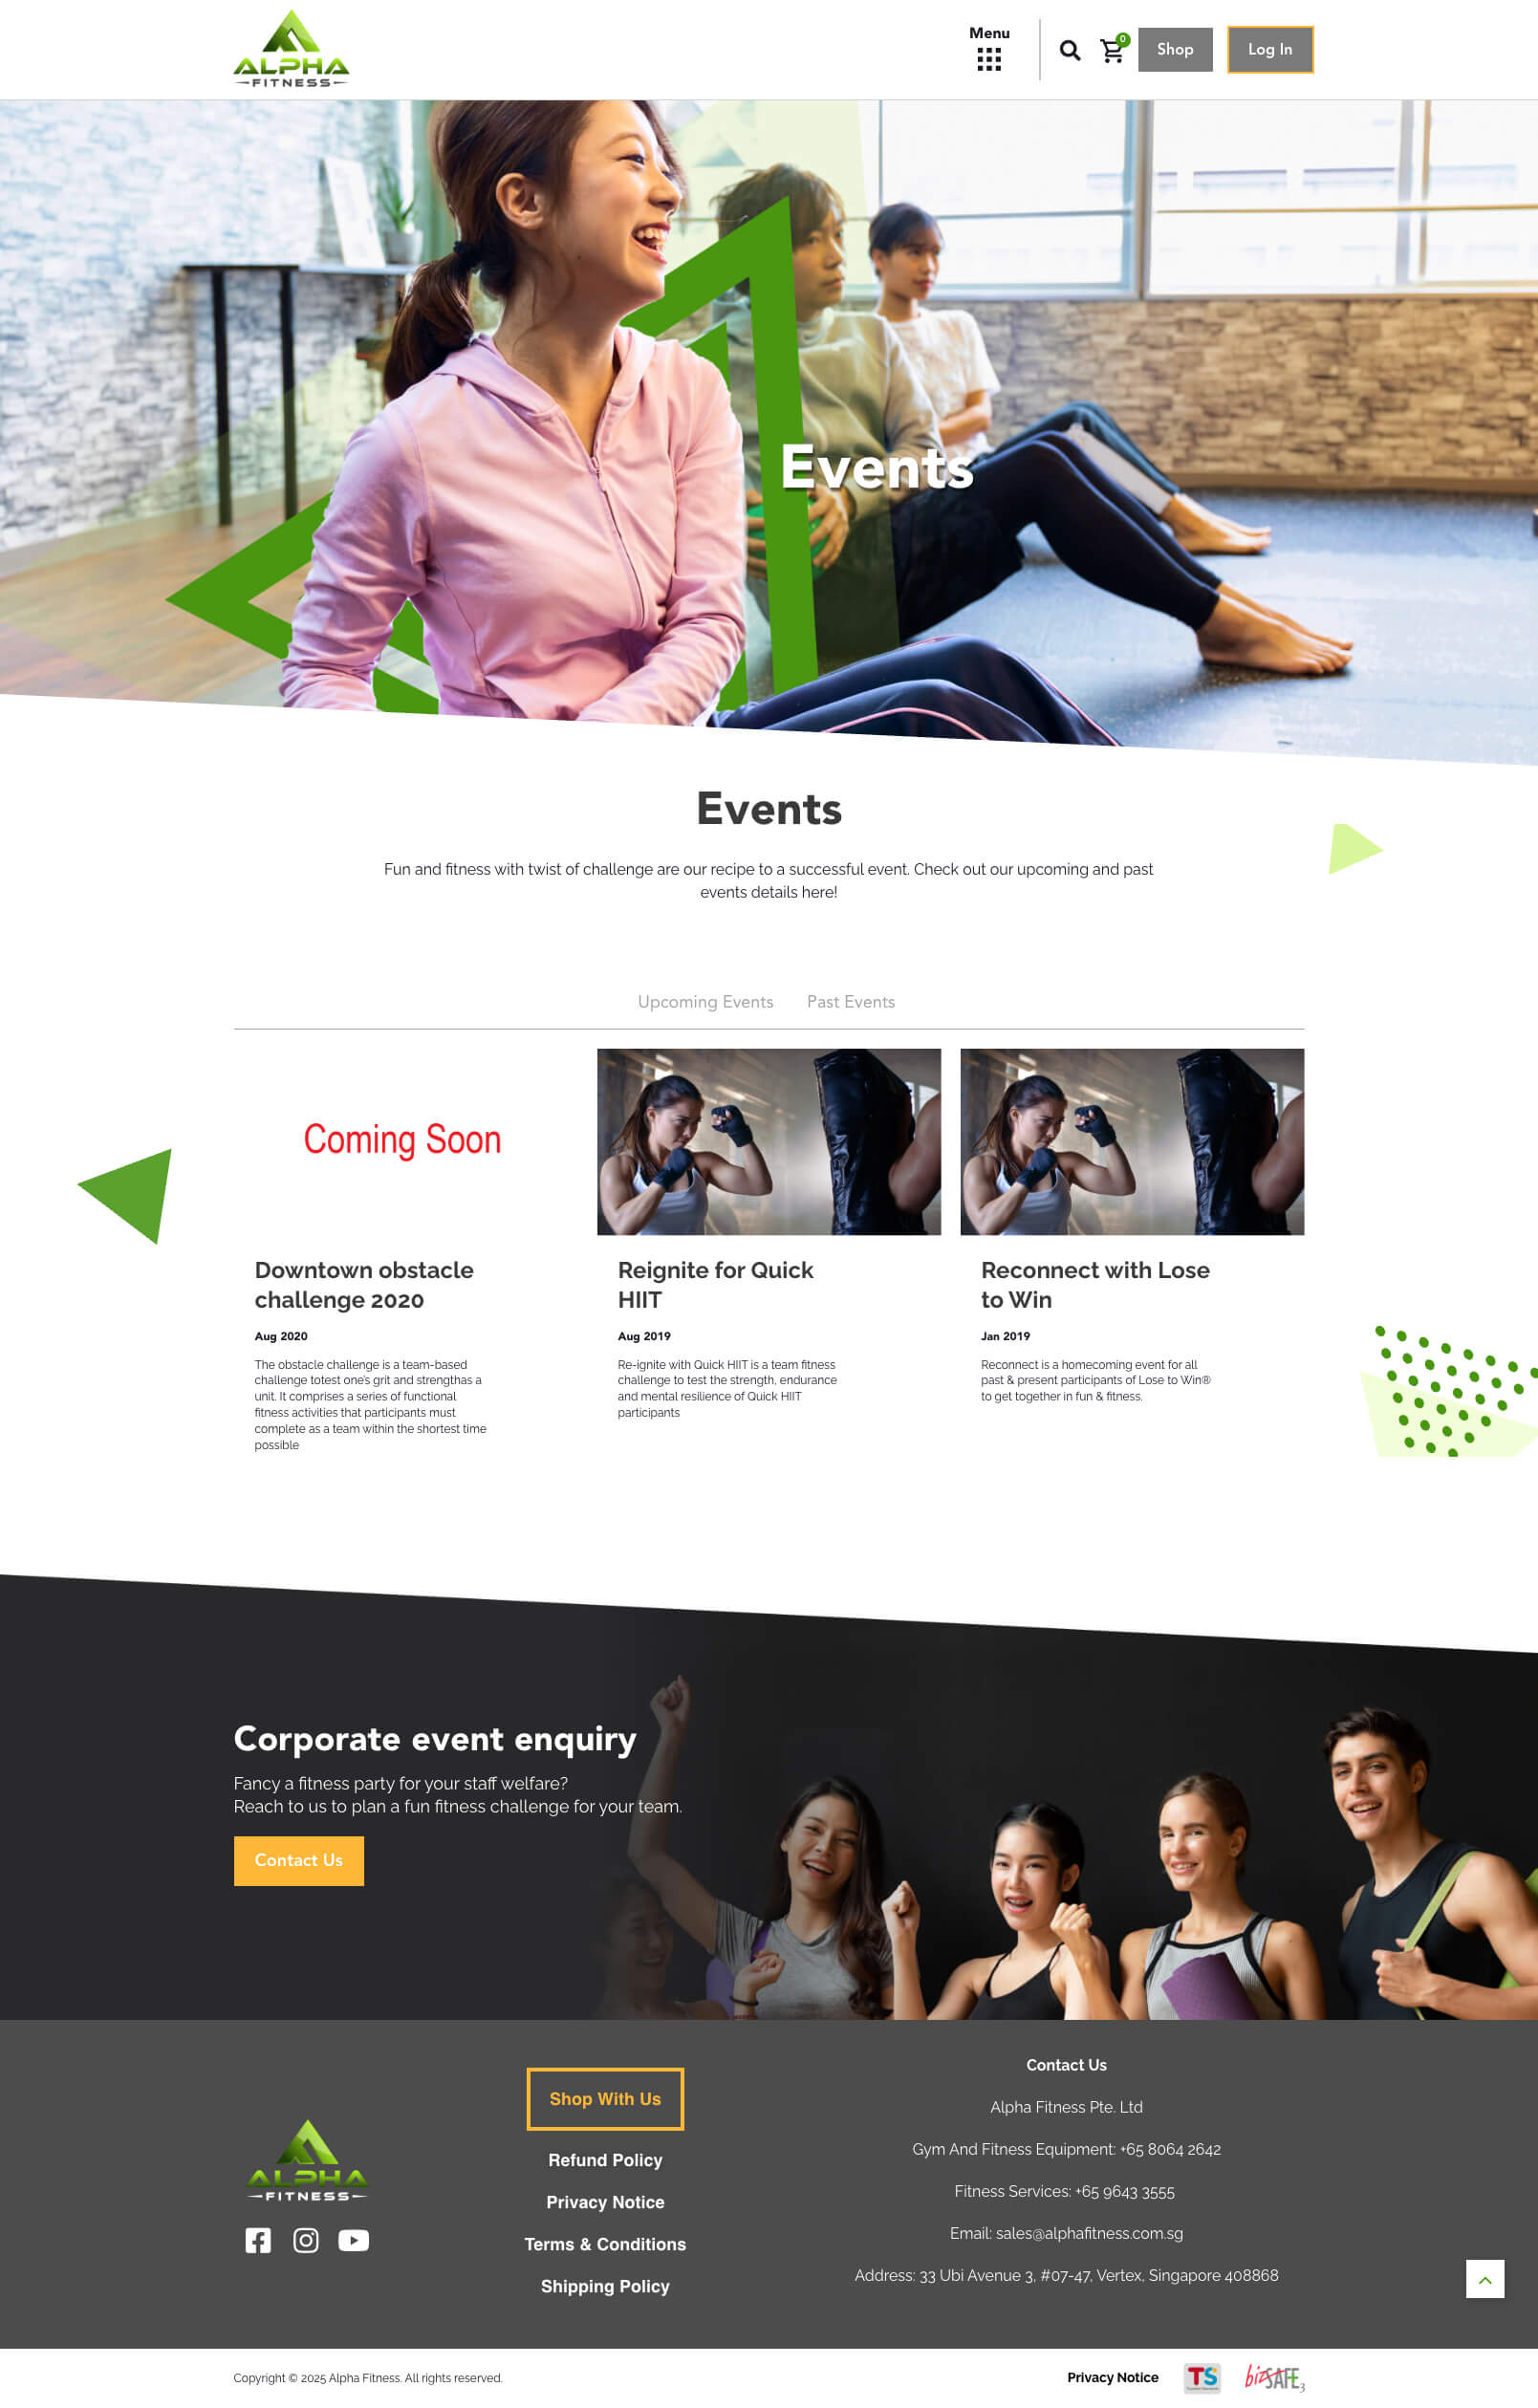 ALPHA
FITNESS
Menu
0
Shop
Log In
Events
Events
Fun and fitness with twist of challenge are our recipe to a successful event. Check out our upcoming and past
events details here!
Upcoming Events
Past Events
Coming Soon
Downtown obstacle
challenge 2020
Aug 2020
The obstacle challenge is a team-based
challenge totest one's grit and strengthas a
unit. It comprises a series of functional
fitness activities that participants must
complete as a team within the shortest time
possible
Reignite for Quick
HIIT
Aug 2019
Re-ignite with Quick HIIT is a team fitness
challenge to test the strength, endurance
and mental resilience of Quick HIIT
participants
Reconnect with Lose
to Win
Jan 2019
Reconnect is a homecoming event for all
past & present participants of Lose to Win®
to get together in fun & fitness.
Corporate event enquiry
Fancy a fitness party for your staff welfare?
Reach to us to plan a fun fitness challenge for your team.
Contact Us
ALPHA
FITNESS
Shop With Us
Refund Policy
Privacy Notice
Terms & Conditions
Shipping Policy
Contact Us
Alpha Fitness Pte. Ltd
Gym And Fitness Equipment: +65 8064 2642
Fitness Services: +65 9643 3555
Email: sales@alphafitness.com.sg
Address: 33 Ubi Avenue 3, #07-47, Vertex, Singapore 408868
Copyright © 2025 Alpha Fitness. All rights reserved.
Privacy Notice
TS
bizSAFE3